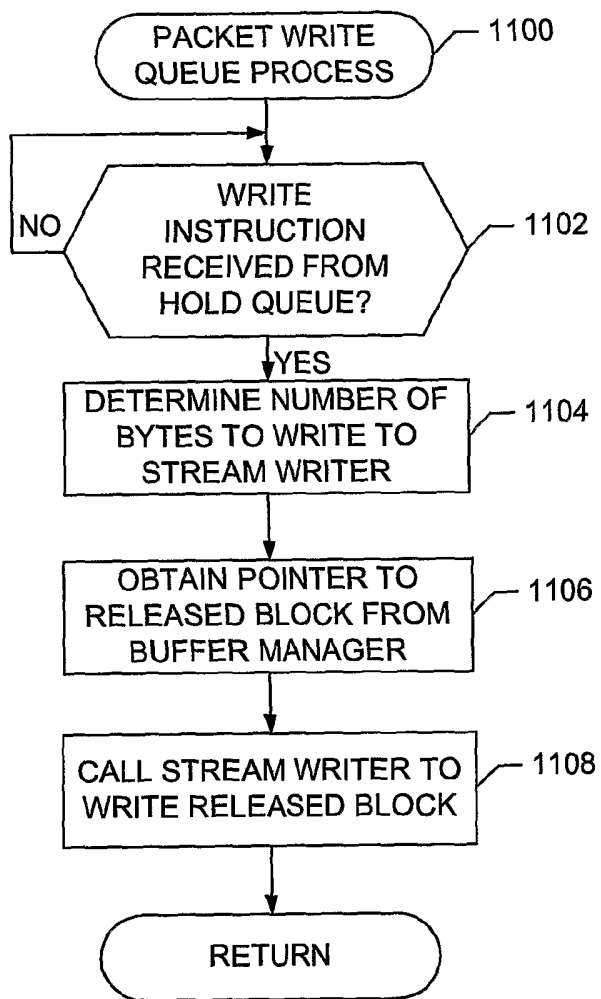 PACKET WRITE
QUEUE PROCESS
1100
WRITE
INSTRUCTION
RECEIVED FROM
HOLD QUEUE?
NO
1102
YES
DETERMINE NUMBER OF
BYTES TO WRITE TO
STREAM WRITER
1104
OBTAIN POINTER TO
RELEASED BLOCK FROM
BUFFER MANAGER
1106
CALL STREAM WRITER TO
WRITE RELEASED BLOCK
1108
RETURN